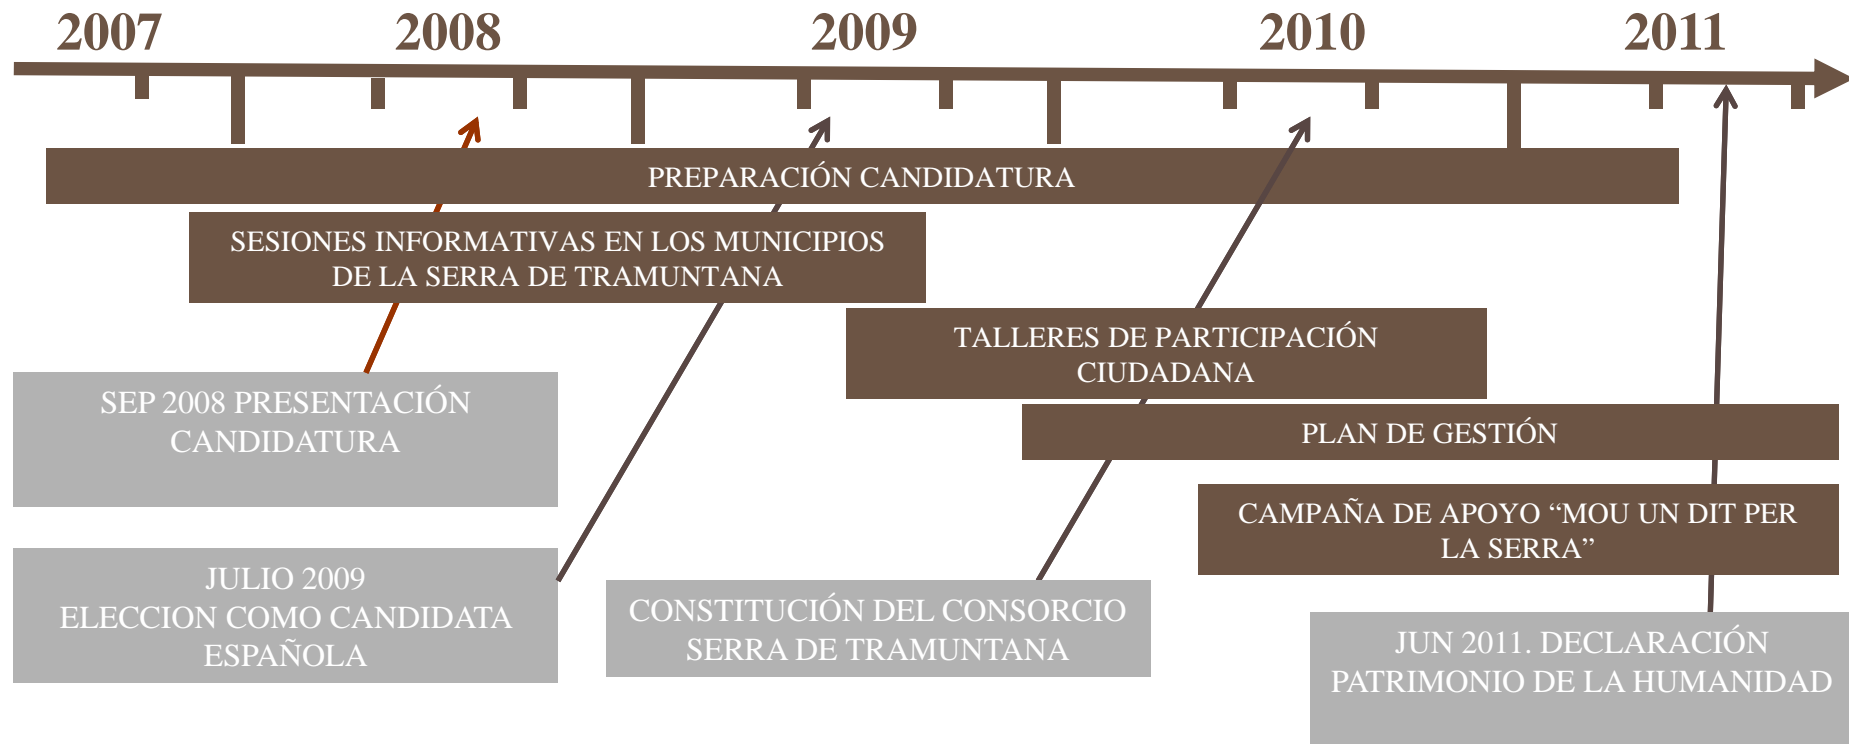 2007 2008 2009 2010 2011
PREPARACIÓN CANDIDATURA
SESIONES INFORMATIVAS EN LOS MUNICIPIOS
DE LA SERRA DE TRAMUNTANA
TALLERES DE PARTICIPACIÓN
CIUDADANA
SEP 2008 PRESENTACIÓN
CANDIDATURA
PLAN DE GESTIÓN
CAMPAÑA DE APOYO “MOU UN DIT PER
LA SERRA”
JULIO 2009
ELECCION COMO CANDIDATA
ESPAÑOLA
CONSTITUCIÓN DEL CONSORCIO
SERRA DE TRAMUNTANA
JUN 2011. DECLARACIÓN
PATRIMONIO DE LA HUMANIDAD